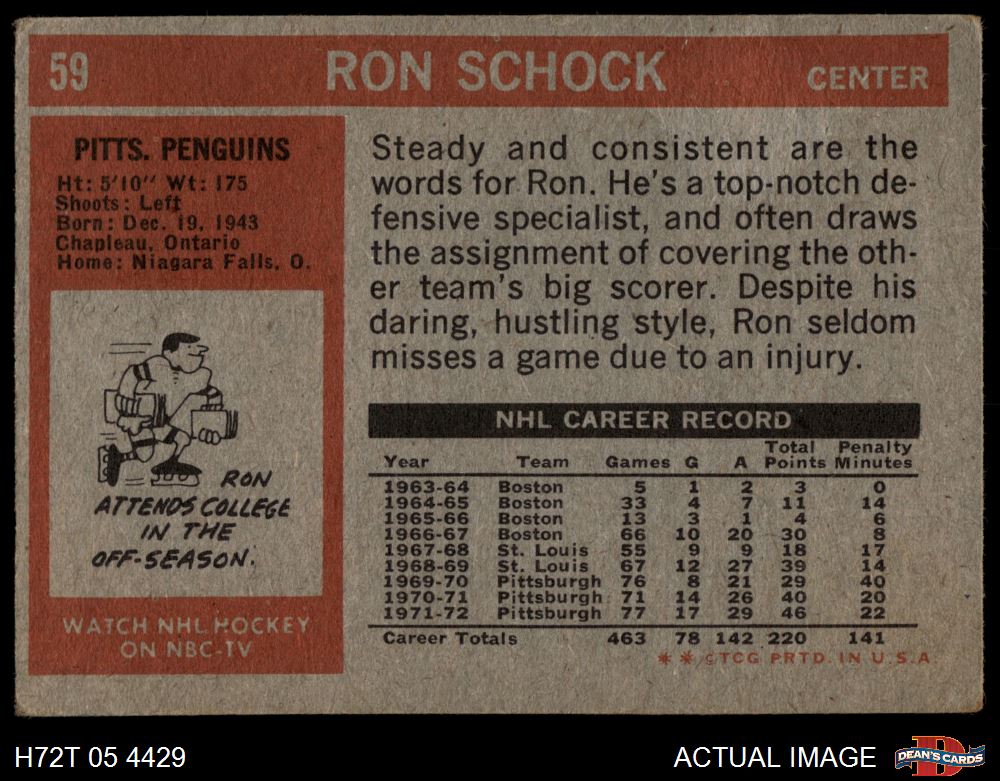 59 RON SCHOCK CENTER
PITTS. PENGUINS
Ht: 5'10" Wt: 175
Shoots: Left
Born: Dec. 19, 1943
Chapleau, Ontario
Home: Niagara Falls, O.
RON
ATTENDS COLLEGE
IN THE
OFF-SEASON.
WATCH NHL HOCKEY
ON NBC-TV
Steady and consistent are the
words for Ron. He's a top-notch de-
fensive specialist, and often draws
the assignment of covering the oth-
er team's big scorer. Despite his
daring, hustling style, Ron seldom
misses a game due to an injury.
NHL CAREER RECORD
Total Penalty
Year Team Games G A Points Minutes
1963-64 Boston 5 1 2 3 0
1964-65 Boston 33 4 7 11 14
1965-66 Boston 13 3 1 4 6
1966-67 Boston 66 10 20 30 8
1967-68 St. Louis 55 9 9 18 17
1968-69 St. Louis 67 12 27 39 14
1969-70 Pittsburgh 76 8 21 29 40
1970-71 Pittsburgh 71 14 26 40 20
1971-72 Pittsburgh 77 17 29 46 22
Career Totals 463 78 142 220 141
* * ©TCG PRTD. IN U.S.A.
H72T 05 4429 ACTUAL IMAGE D DEAN'S CARDS